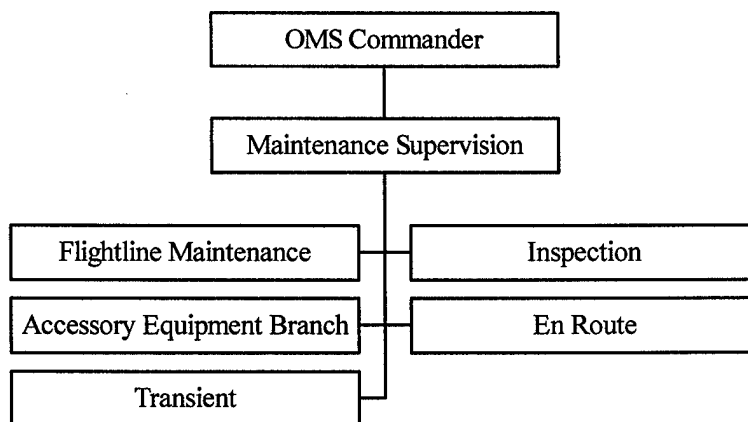 OMS Commander
Maintenance Supervision
Flightline Maintenance
Inspection
Accessory Equipment Branch
En Route
Transient